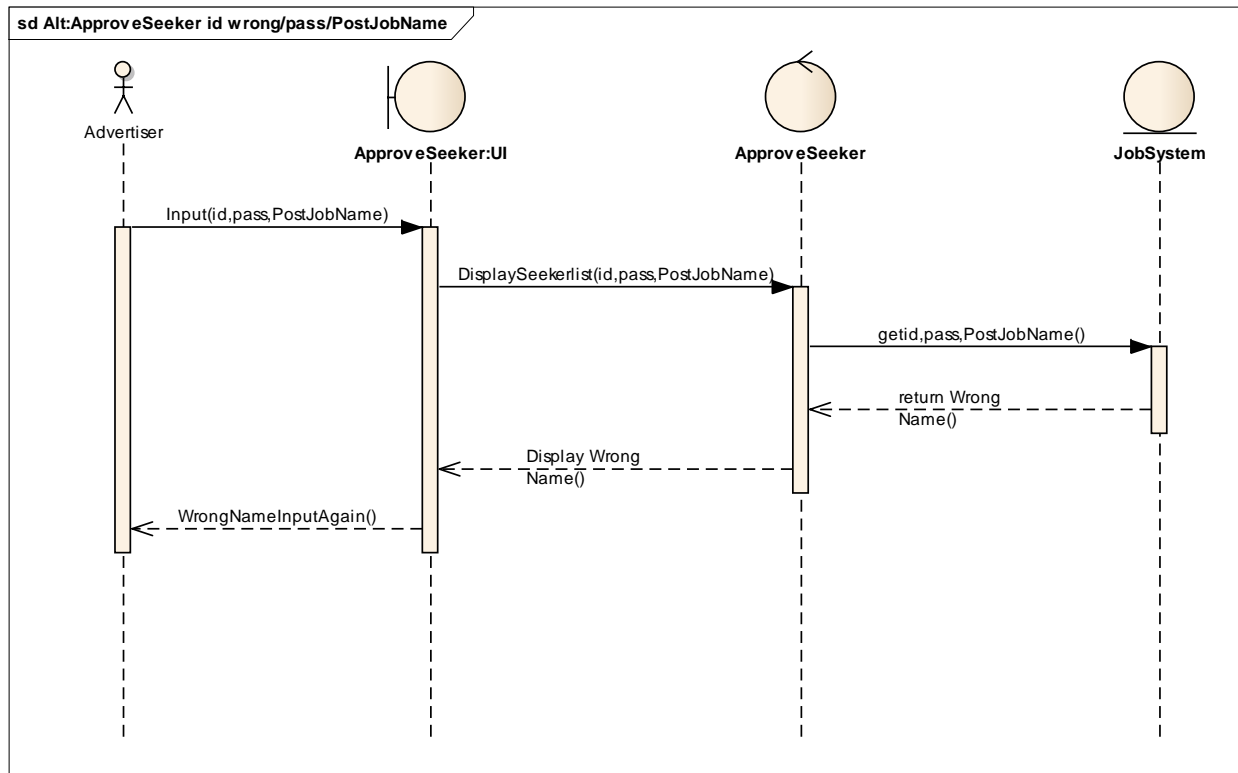 sd Alt:ApproveSeeker id wrong/pass/PostJobName
Advertiser
ApproveSeeker:UI
ApproveSeeker
JobSystem
Input(id,pass,PostJobName)
DisplaySeekerlist(id,pass,PostJobName)
getid,pass,PostJobName()
return Wrong
Name()
Display Wrong
Name()
WrongNameInputAgain()